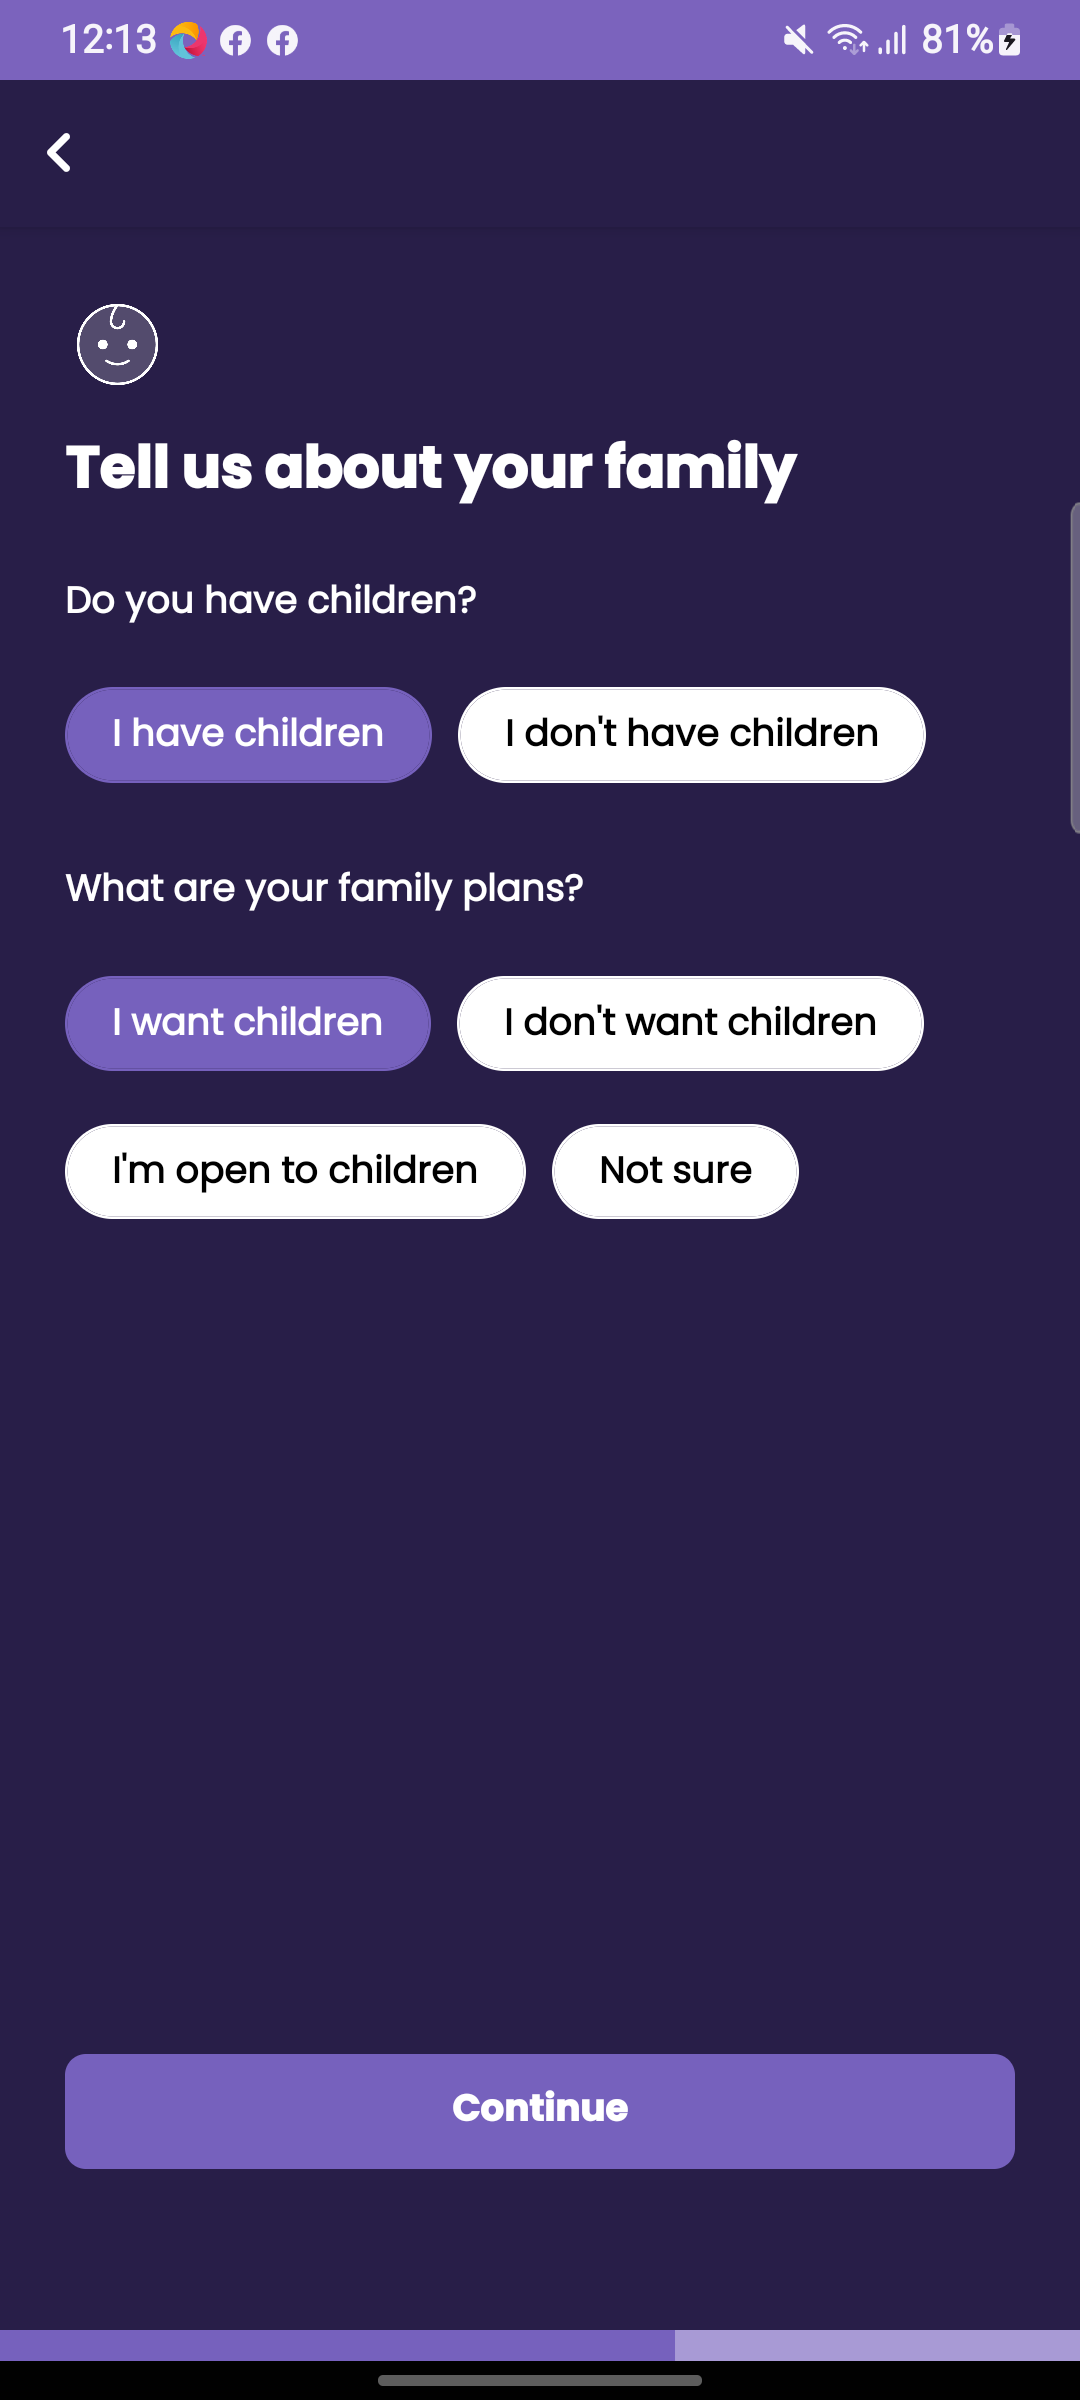 12:13 81%
Tell us about your family
Do you have children?
I have children I don't have children
What are your family plans?
I want children I don't want children
I'm open to children Not sure
Continue